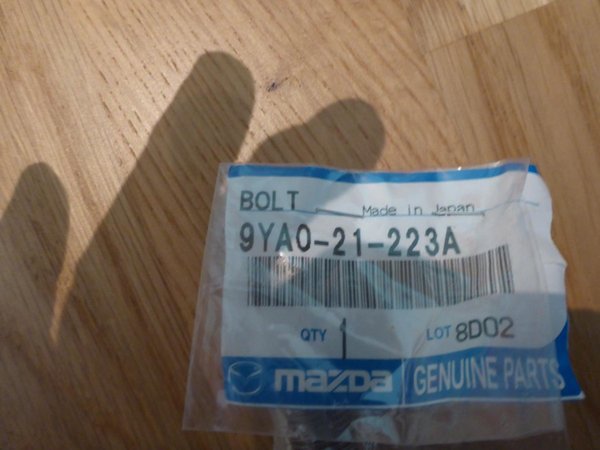 BOLT
Made in Japan
9YA0-21-223A
QTY 1 LOT 8D02
mazda GENUINE PARTS